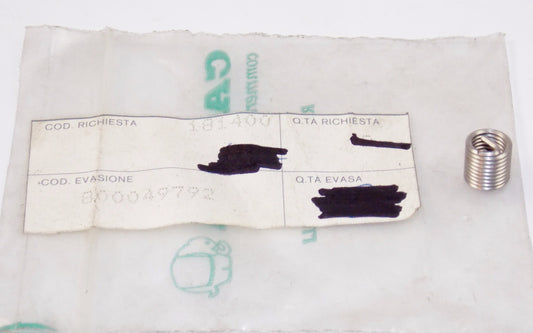 COD. RICHIESTA 181400
Q.TA RICHIESTA
COD. EVASIONE
800049792
Q.TA EVASA